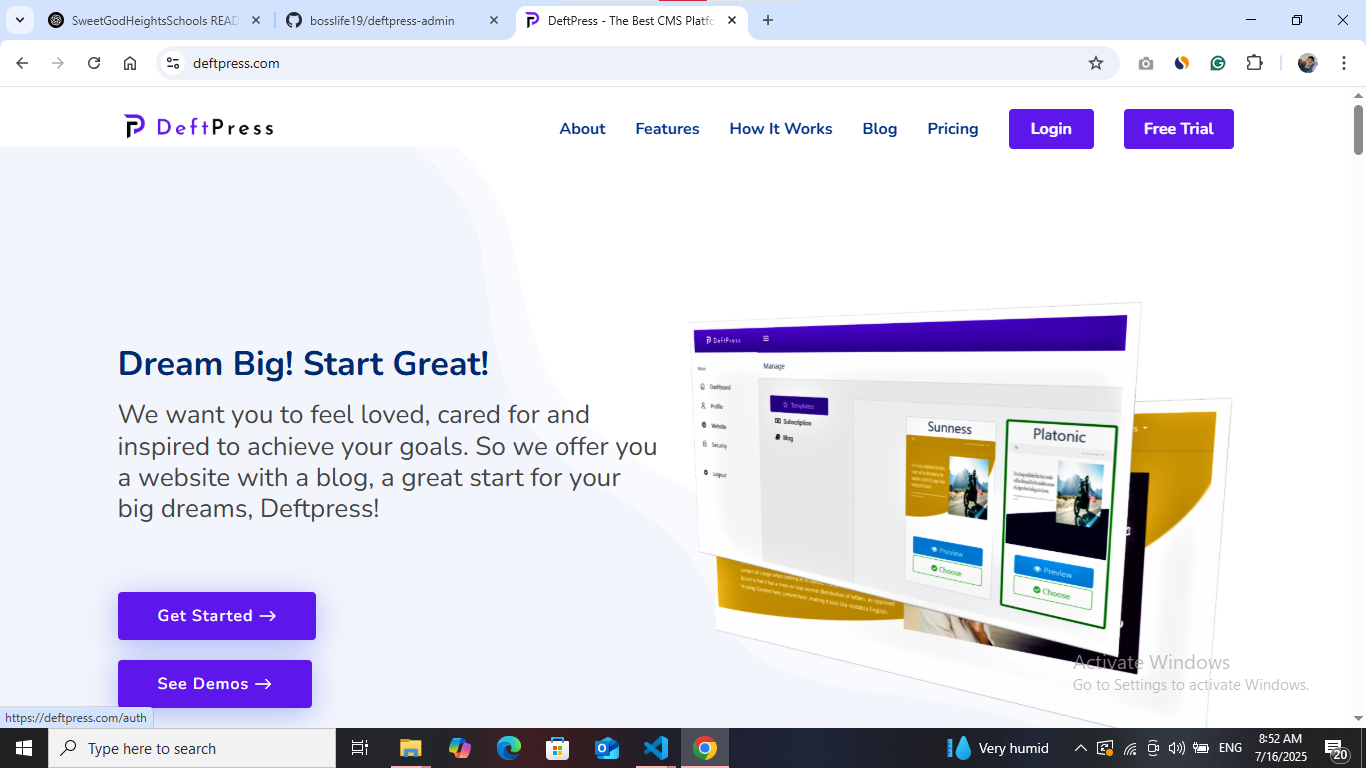 SweetGodHeightsSchools READ
bosslife19/deftpress-admin
DeftPress - The Best CMS Platfo
deftpress.com
DeftPress
About
Features
How It Works
Blog
Pricing
Login
Free Trial
Dream Big! Start Great!
We want you to feel loved, cared for and
inspired to achieve your goals. So we offer you
a website with a blog, a great start for your
big dreams, Deftpress!
Get Started →
See Demos →
DeftPress
Main
Dashboard
Profile
Website
Security
Logout
Manage
Templates
Subscription
Blog
Sunness
Preview
Choose
Platonic
Preview
Choose
Activate Windows
Go to Settings to activate Windows.
https://deftpress.com/auth
Type here to search
Very humid
ENG
8:52 AM
7/16/2025
20